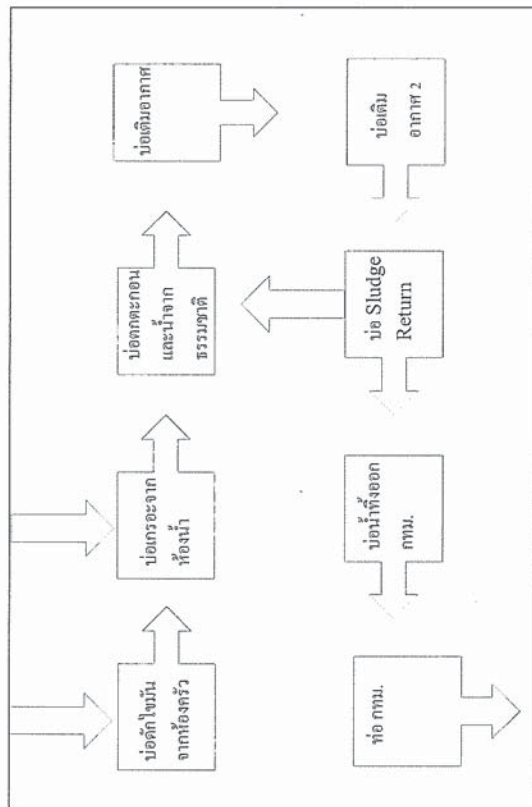 บ่อดักไขมัน
จากห้องครัว
บ่อเกรอะจาก
ห้องน้ำ
บ่อตกตะกอน
และน้ำจาก
ธรรมชาติ
บ่อเติมอากาศ
บ่อเติม
อากาศ 2
บ่อ Sludge
Return
บ่อน้ำทิ้งออก
กทม.
ท่อ กทม.